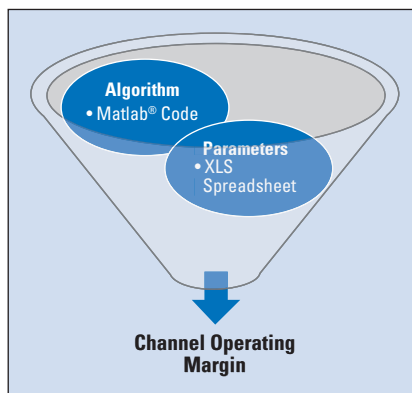 Algorithm
• Matlab® Code
Parameters
• XLS
Spreadsheet
Channel Operating
Margin